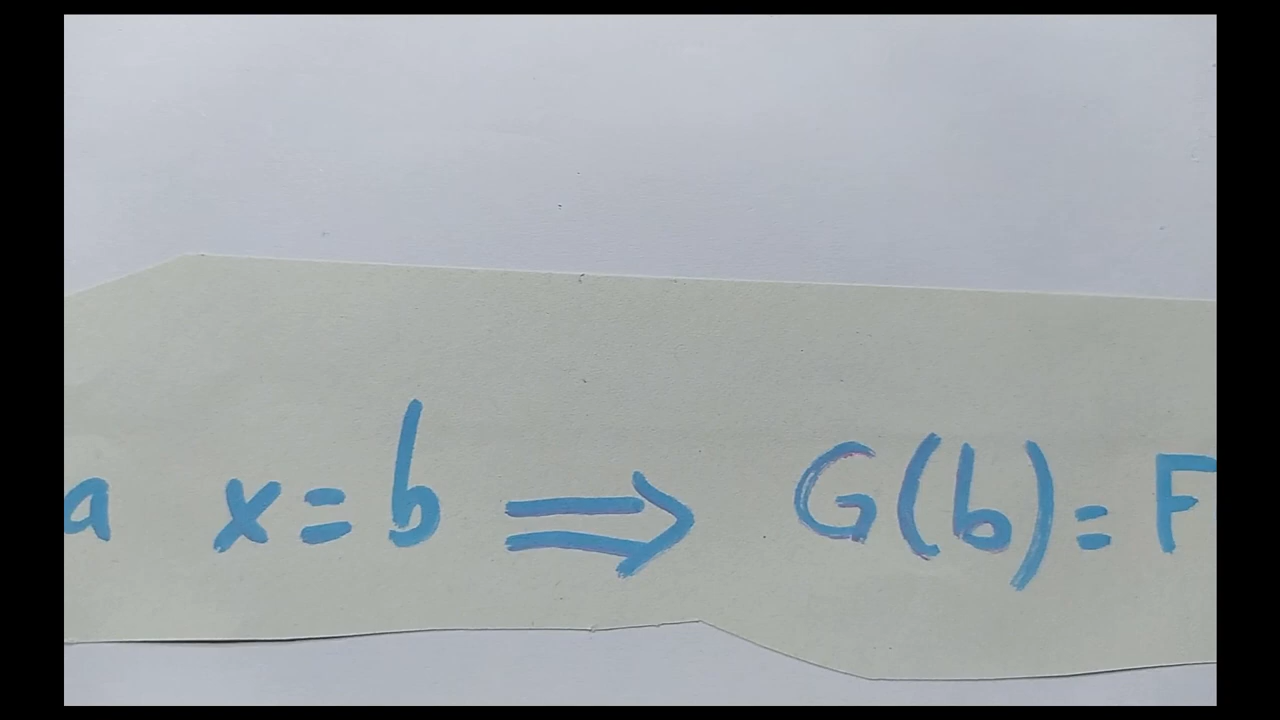 a x=b ⟹ G(b)=F